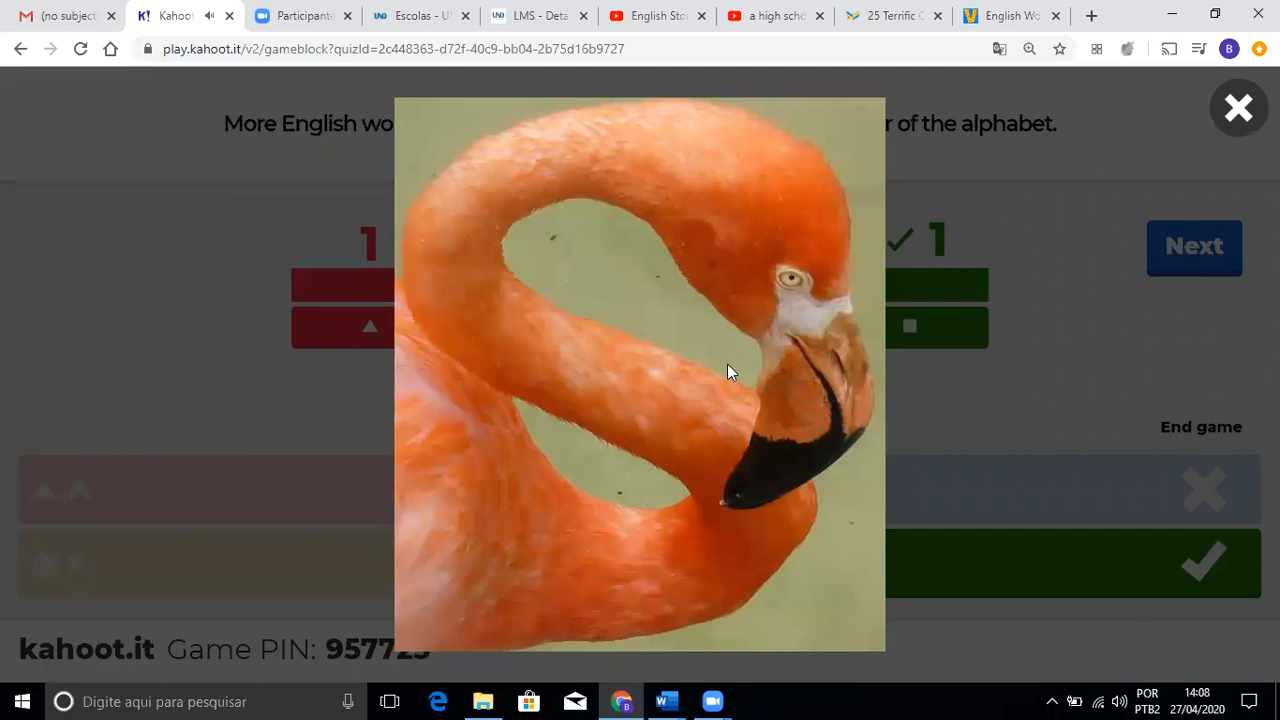 (no subject
Kahoot
Participante
Escolas - U
LMS - Deta
English Sto
a high scho
25 Terrific C
English Wo
play.kahoot.it/v2/gameblock?quizId=2c448363-d72f-40c9-bb04-2b75d16b9727
B
More English wo
r of the alphabet.
1
1
Next
End game
kahoot.it Game PIN: 957725
Digite aqui para pesquisar
POR
PTB2
14:08
27/04/2020